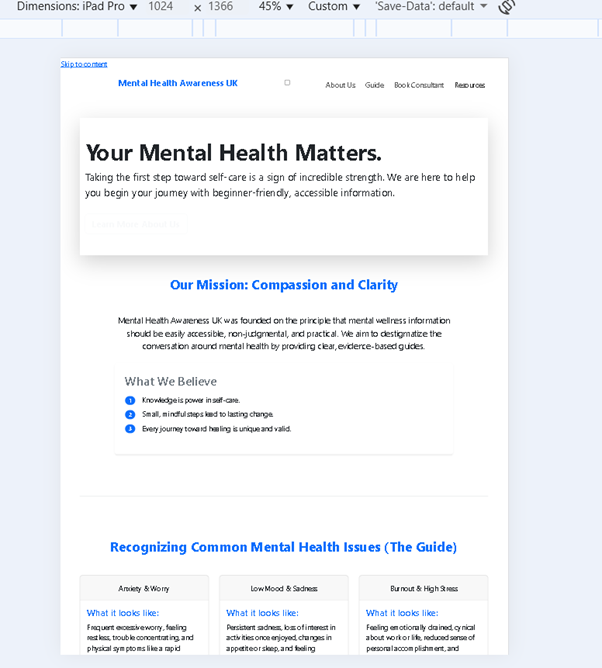 Dimensions: iPad Pro ▼ 1024 × 1366 45% ▼ Custom ▼ 'Save-Data': default ▼
Skip to content
Mental Health Awareness UK About Us Guide Book Consultant Resources
Your Mental Health Matters.
Taking the first step toward self-care is a sign of incredible strength. We are here to help
you begin your journey with beginner-friendly, accessible information.
Our Mission: Compassion and Clarity
Mental Health Awareness UK was founded on the principle that mental wellness information
should be easily accessible, non-judgmental, and practical. We aim to destigmatize the
conversation around mental health by providing clear, evidence-based guides.
What We Believe
1 Knowledge is power in self-care.
2 Small, mindful steps lead to lasting change.
3 Every journey toward healing is unique and valid.
Recognizing Common Mental Health Issues (The Guide)
Anxiety & Worry
What it looks like:
Frequent excessive worry, feeling
restless, trouble concentrating, and
physical symptoms like a rapid
Low Mood & Sadness
What it looks like:
Persistent sadness, loss of interest in
activities once enjoyed, changes in
appetite or sleep, and feeling
Burnout & High Stress
What it looks like:
Feeling emotionally drained, cynical
about work or life, reduced sense of
personal accomplishment, and